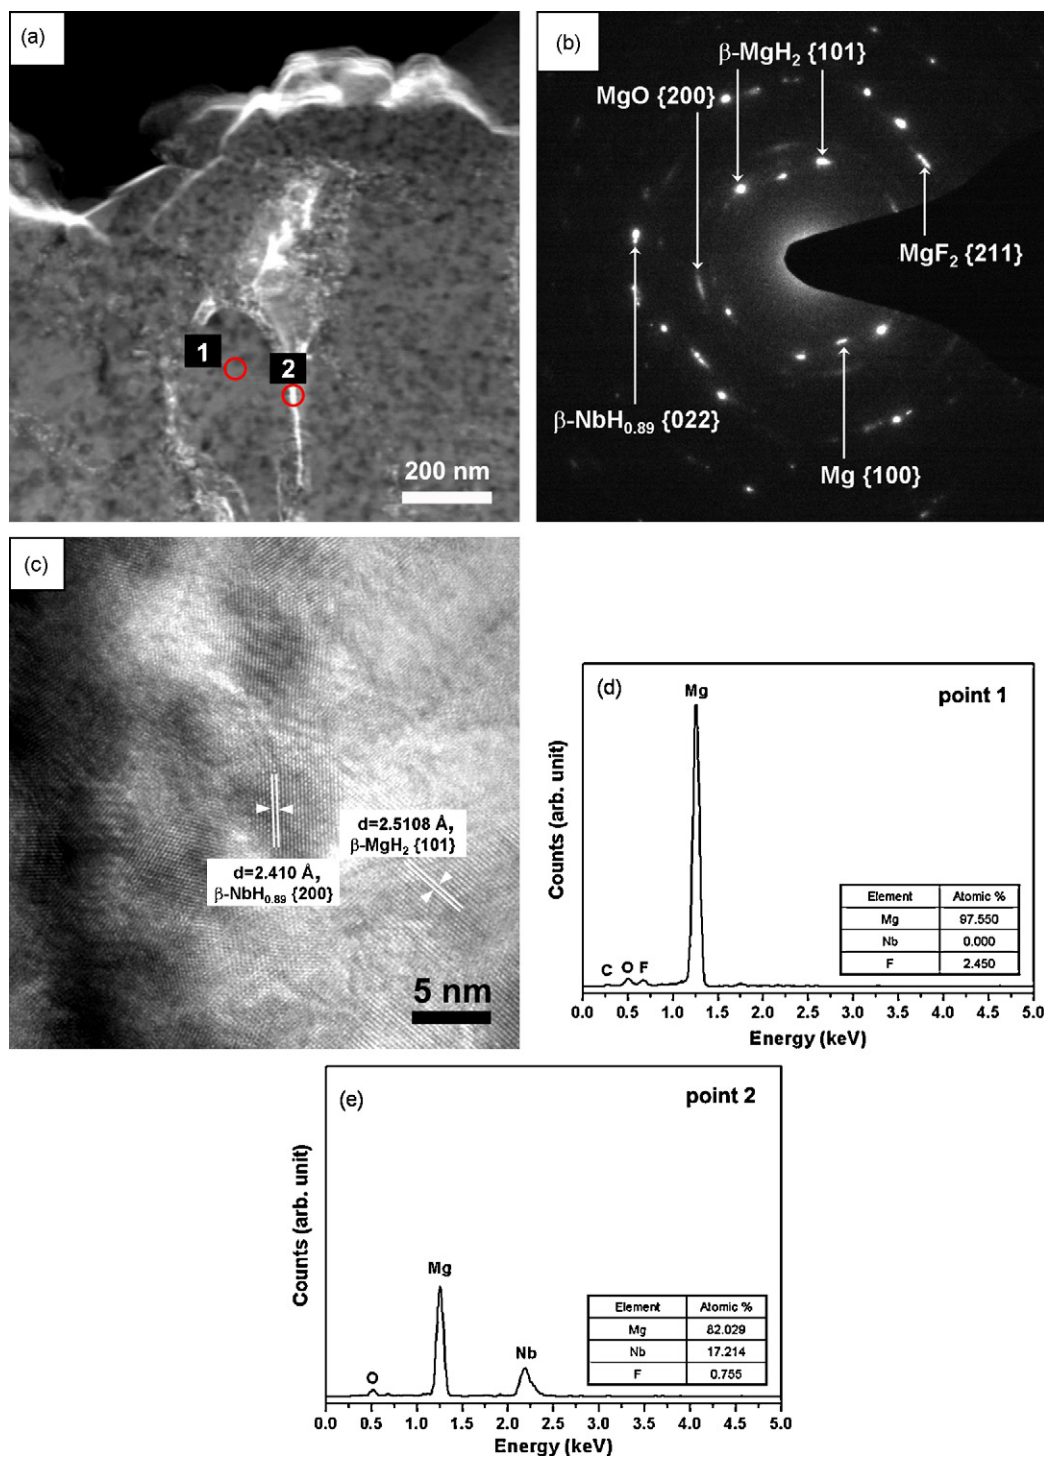 (a)
1
2
200 nm
(b)
β-MgH₂ {101}
MgO {200}
MgF₂ {211}
β-NbH₀.₈₉ {022}
Mg {100}
(c)
d=2.5108 Å,
β-MgH₂ {101}
d=2.410 Å,
β-NbH₀.₈₉ {200}
5 nm
(d)
point 1
Mg
C O F
Counts (arb. unit)
Element Atomic %
Mg 97.550
Nb 0.000
F 2.450
0.0 0.5 1.0 1.5 2.0 2.5 3.0 3.5 4.0 4.5 5.0
Energy (keV)
(e)
point 2
Mg
Nb
O
Counts (arb. unit)
Element Atomic %
Mg 82.029
Nb 17.214
F 0.755
0.0 0.5 1.0 1.5 2.0 2.5 3.0 3.5 4.0 4.5 5.0
Energy (keV)